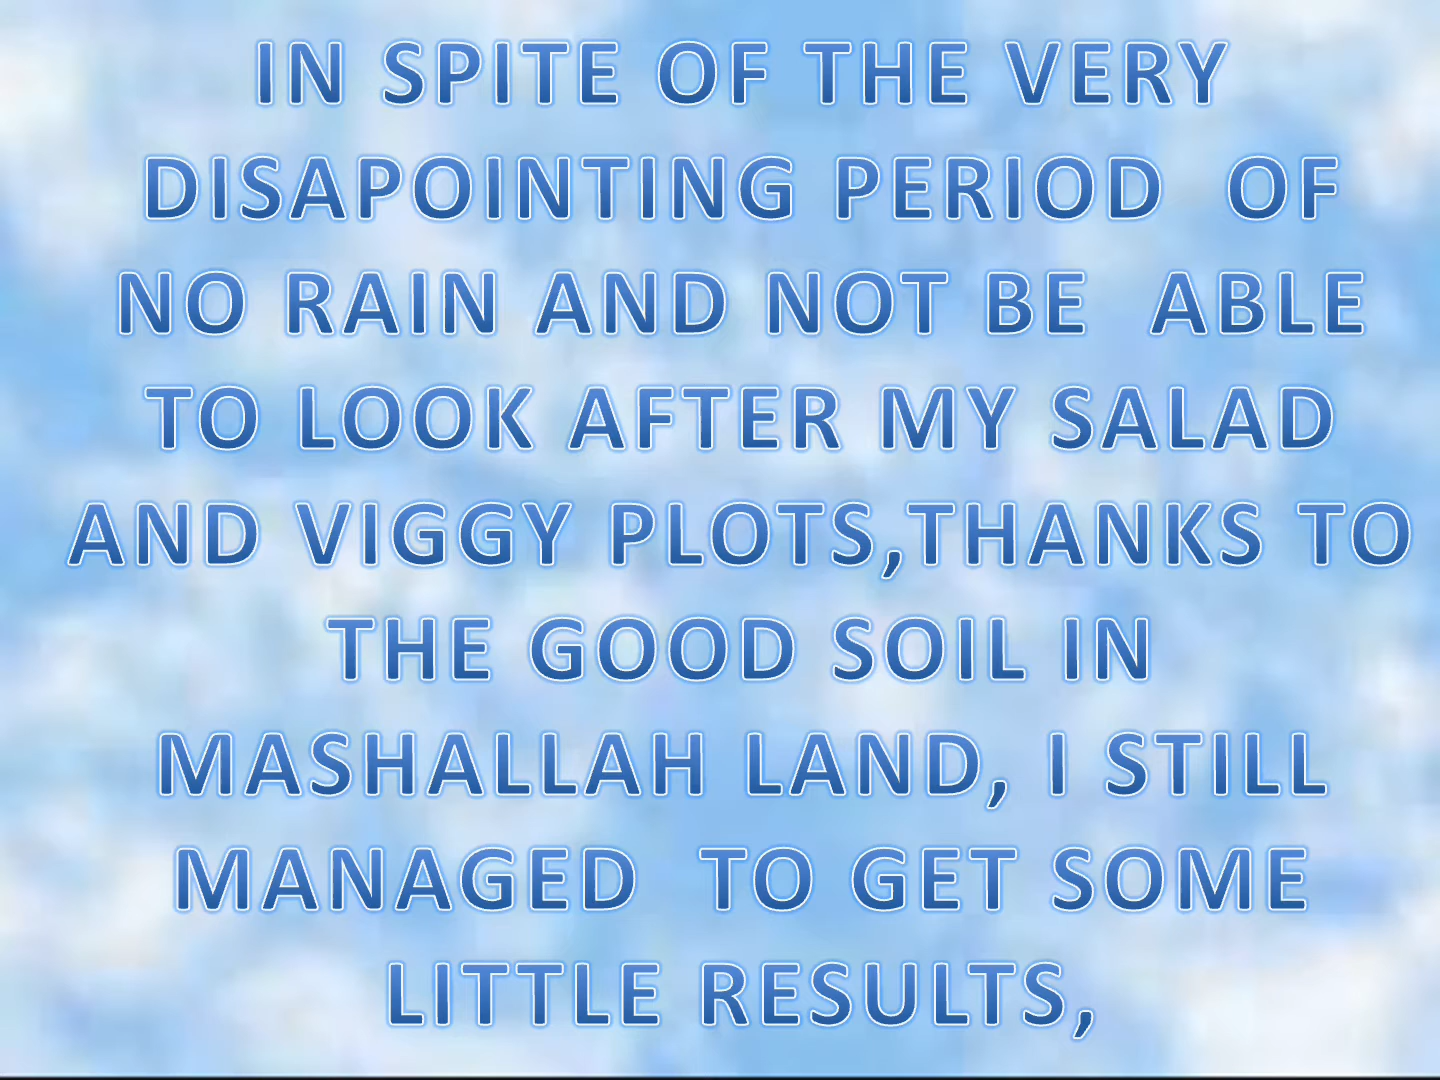 IN SPITE OF THE VERY
DISAPOINTING PERIOD  OF
NO RAIN AND NOT BE  ABLE
TO LOOK AFTER MY SALAD
AND VIGGY PLOTS,THANKS TO
THE GOOD SOIL IN
MASHALLAH LAND, I STILL
MANAGED  TO GET SOME
LITTLE RESULTS,